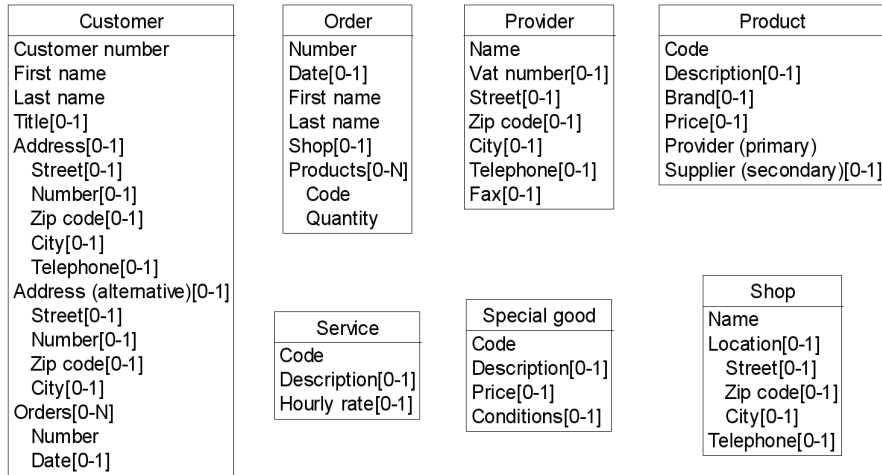 Customer
Customer number
First name
Last name
Title[0-1]
Address[0-1]
Street[0-1]
Number[0-1]
Zip code[0-1]
City[0-1]
Telephone[0-1]
Address (alternative)[0-1]
Street[0-1]
Number[0-1]
Zip code[0-1]
City[0-1]
Orders[0-N]
Number
Date[0-1]
Order
Number
Date[0-1]
First name
Last name
Shop[0-1]
Products[0-N]
Code
Quantity
Provider
Name
Vat number[0-1]
Street[0-1]
Zip code[0-1]
City[0-1]
Telephone[0-1]
Fax[0-1]
Product
Code
Description[0-1]
Brand[0-1]
Price[0-1]
Provider (primary)
Supplier (secondary)[0-1]
Service
Code
Description[0-1]
Hourly rate[0-1]
Special good
Code
Description[0-1]
Price[0-1]
Conditions[0-1]
Shop
Name
Location[0-1]
Street[0-1]
Zip code[0-1]
City[0-1]
Telephone[0-1]